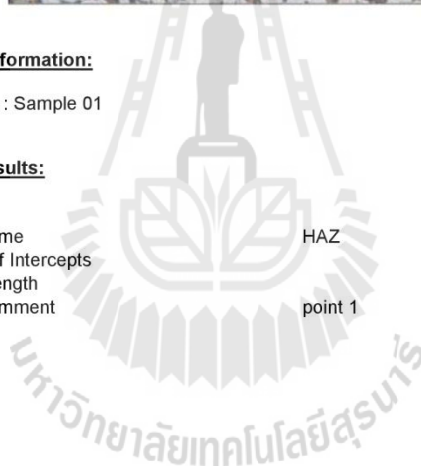 formation:
: Sample 01
sults:
me HAZ
f Intercepts
ength
mment point 1
มหาวิทยาลัยเทคโนโลยีสุรนารี